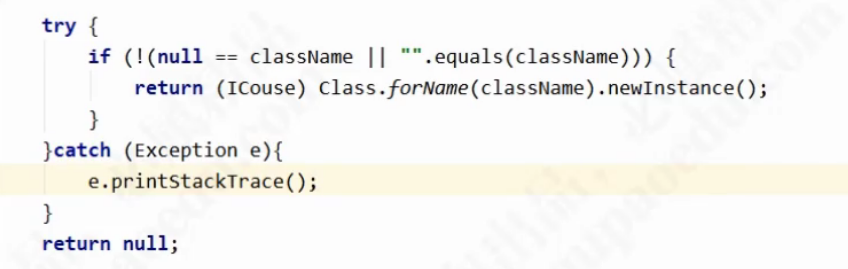 try {
if (!(null == className || "".equals(className))) {
return (ICouse) Class.forName(className).newInstance();
}
}catch (Exception e){
e.printStackTrace();
}
return null;